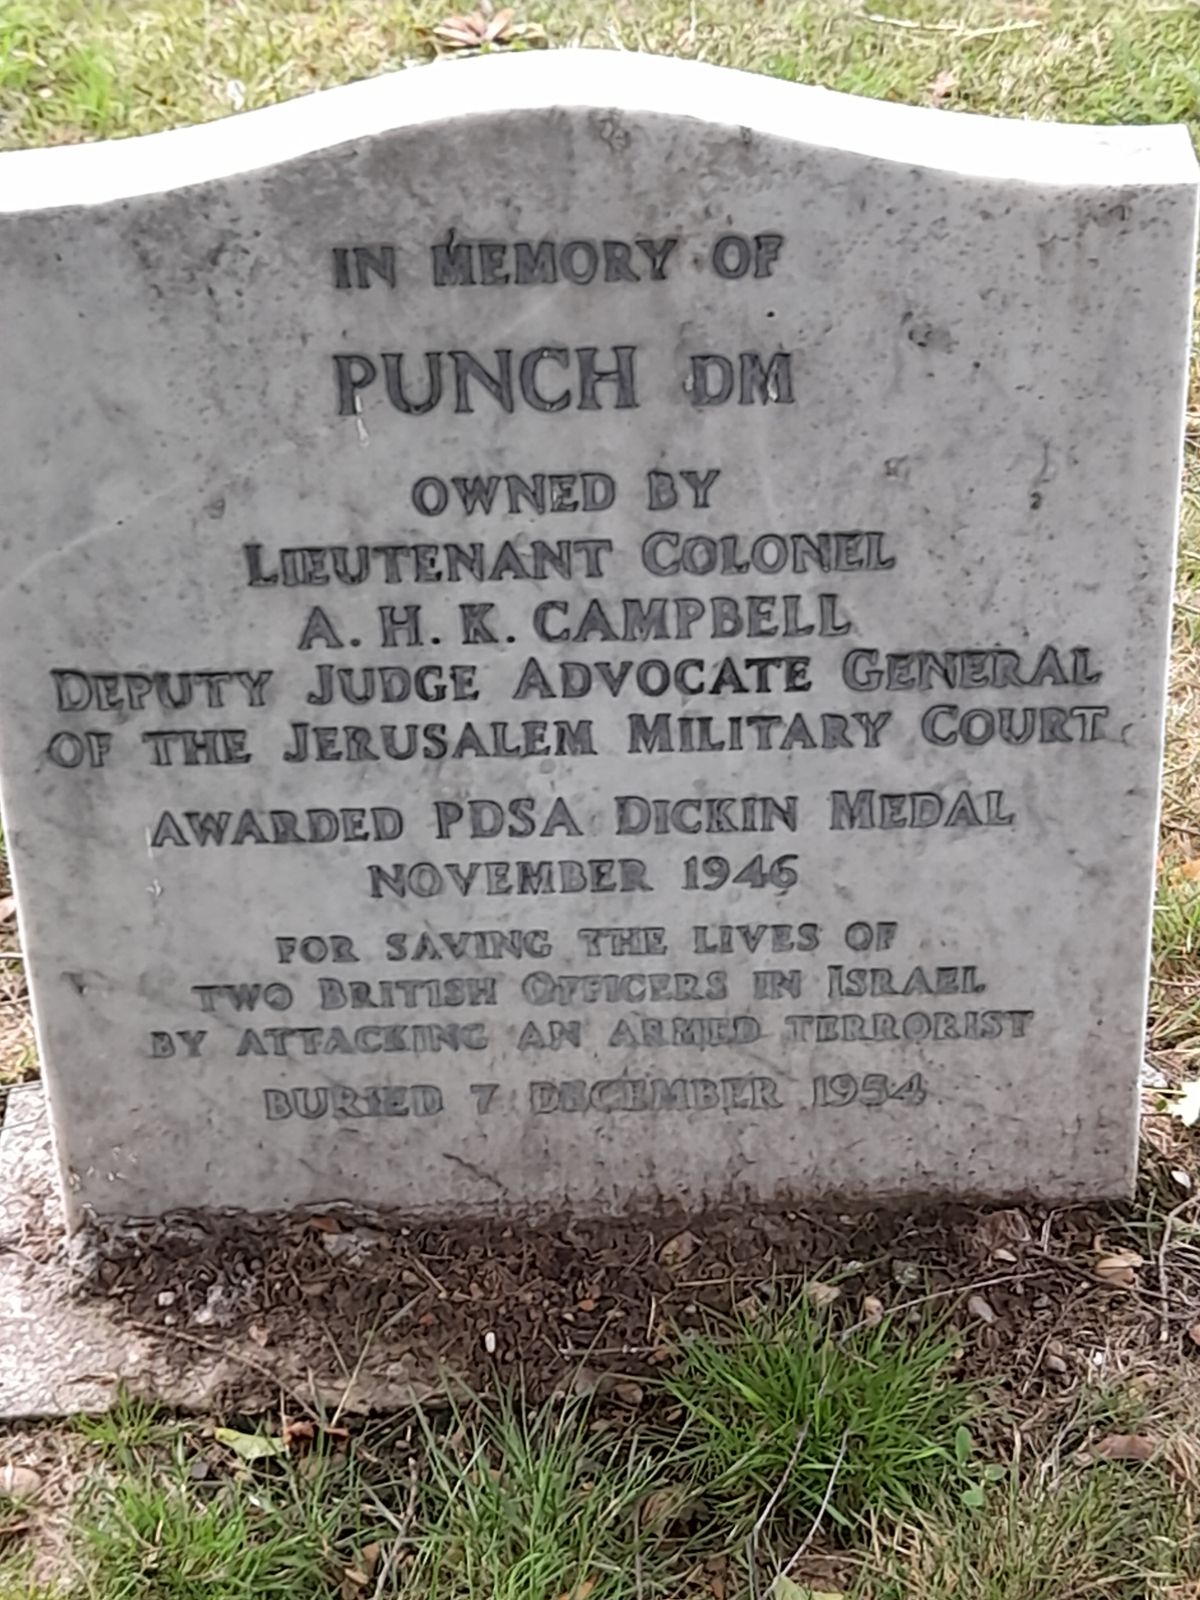 IN MEMORY OF
PUNCH DM
OWNED BY
LIEUTENANT COLONEL
A. H. K. CAMPBELL
DEPUTY JUDGE ADVOCATE GENERAL
OF THE JERUSALEM MILITARY COURT
AWARDED PDSA DICKIN MEDAL
NOVEMBER 1946
FOR SAVING THE LIVES OF
TWO BRITISH OFFICERS IN ISRAEL
BY ATTACKING AN ARMED TERRORIST
BURIED 7 DECEMBER 1954